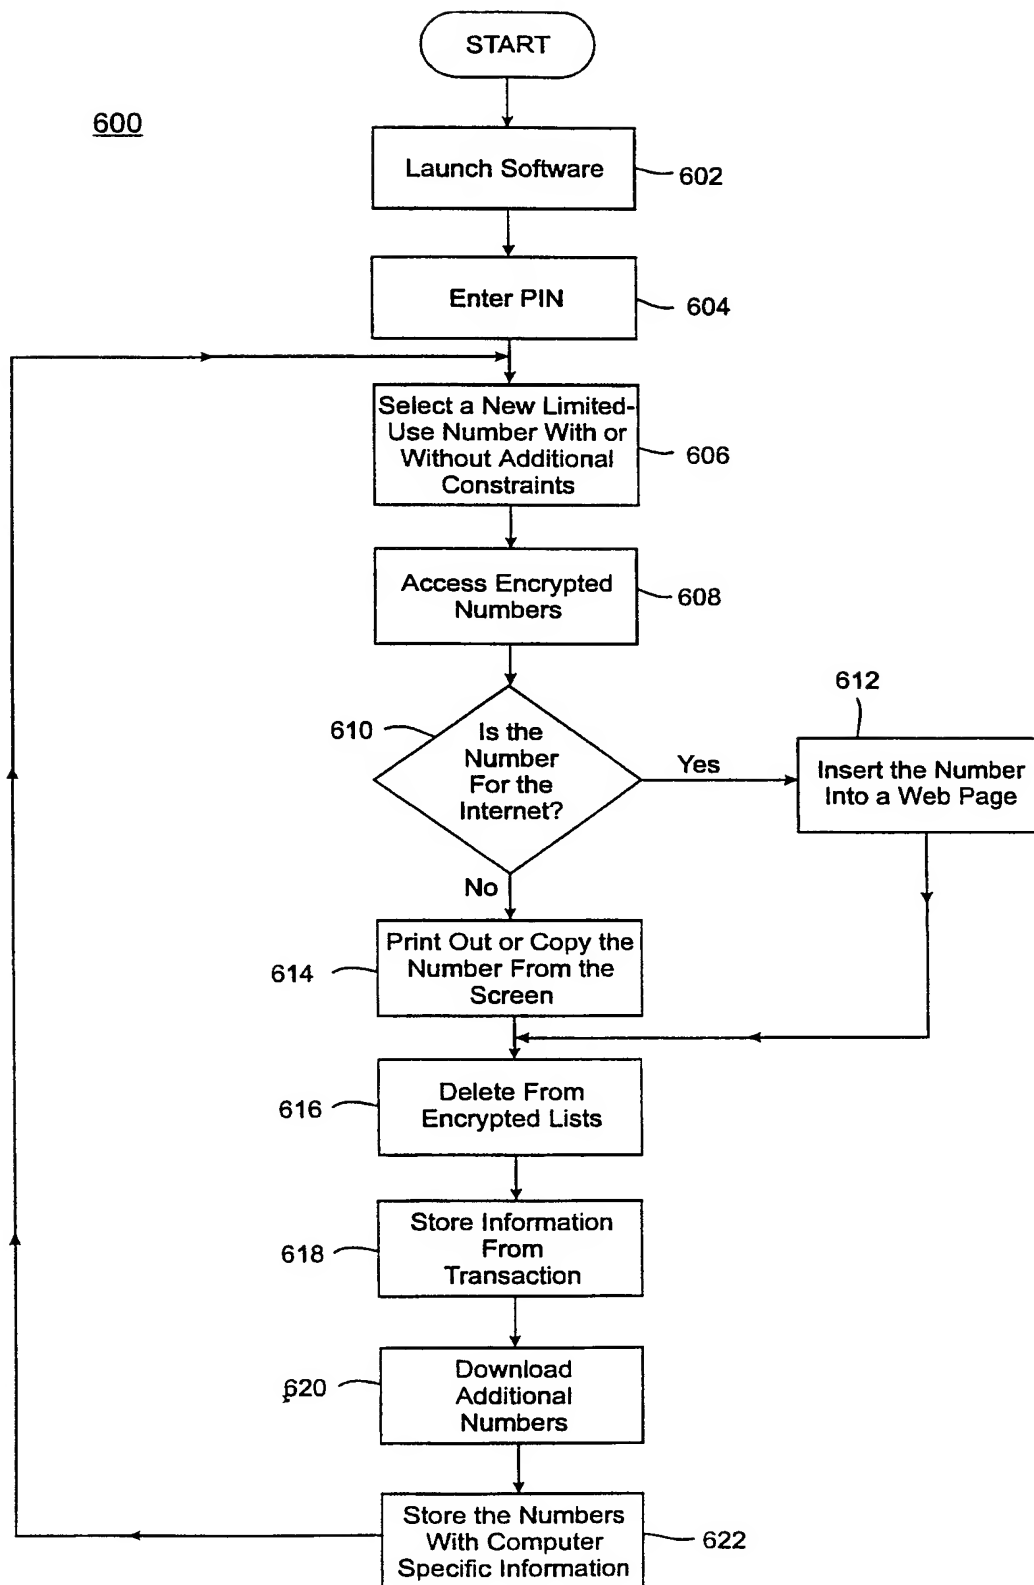 START
600
Launch Software
602
Enter PIN
604
Select a New Limited-
Use Number With or
Without Additional
Constraints
606
Access Encrypted
Numbers
608
610
Is the
Number
For the
Internet?
Yes
612
Insert the Number
Into a Web Page
No
614
Print Out or Copy the
Number From the
Screen
616
Delete From
Encrypted Lists
618
Store Information
From
Transaction
620
Download
Additional
Numbers
Store the Numbers
With Computer
Specific Information
622